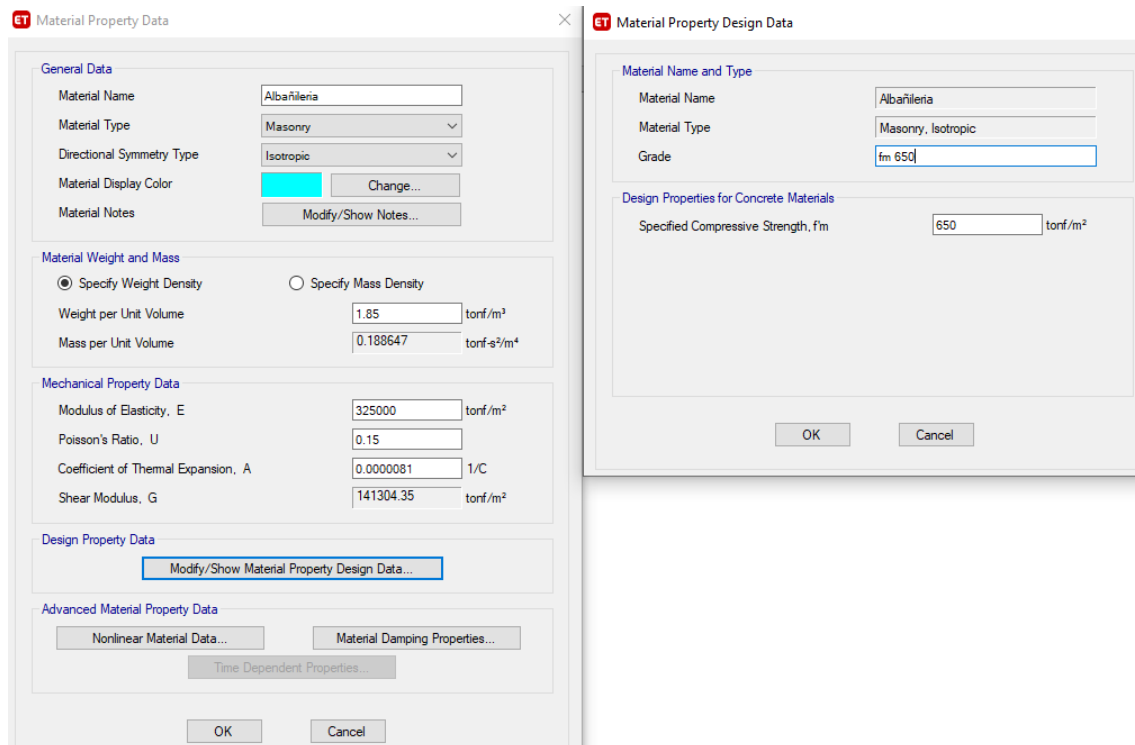 ET Material Property Data
General Data
Material Name Albañileria
Material Type Masonry
Directional Symmetry Type Isotropic
Material Display Color Change...
Material Notes Modify/Show Notes...
Material Weight and Mass
Specify Weight Density Specify Mass Density
Weight per Unit Volume 1.85 tonf/m³
Mass per Unit Volume 0.188647 tonf-s²/m⁴
Mechanical Property Data
Modulus of Elasticity, E 325000 tonf/m²
Poisson's Ratio, U 0.15
Coefficient of Thermal Expansion, A 0.0000081 1/C
Shear Modulus, G 141304.35 tonf/m²
Design Property Data
Modify/Show Material Property Design Data...
Advanced Material Property Data
Nonlinear Material Data... Material Damping Properties...
Time Dependent Properties...
OK Cancel
ET Material Property Design Data
Material Name and Type
Material Name Albañileria
Material Type Masonry, Isotropic
Grade fm 650
Design Properties for Concrete Materials
Specified Compressive Strength, f'm 650 tonf/m²
OK Cancel